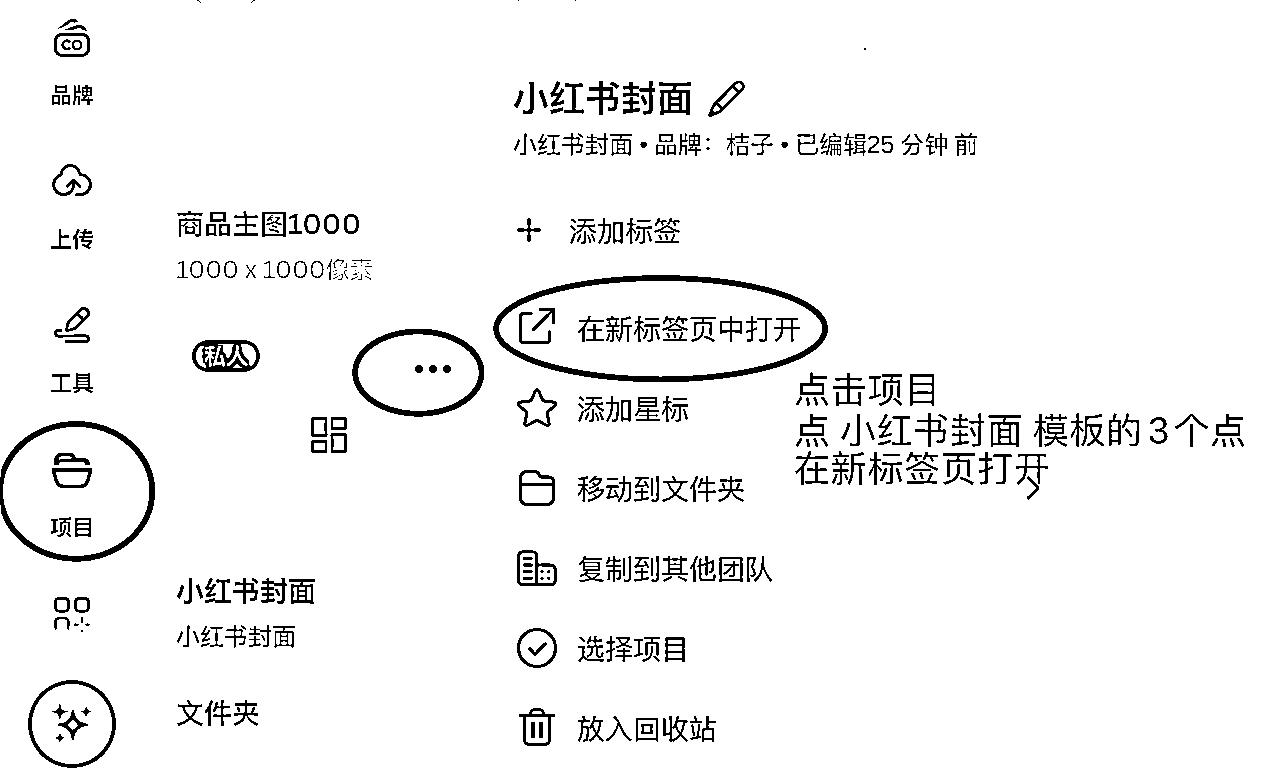 CO
品牌
上传
工具
项目
商品主图1000
1000 x 1000像素
私人
小红书封面
小红书封面
文件夹
小红书封面
小红书封面 • 品牌：桔子 • 已编辑25 分钟 前
添加标签
在新标签页中打开
添加星标
移动到文件夹
复制到其他团队
选择项目
放入回收站
点击项目
点 小红书封面 模板的3个点
在新标签页打开